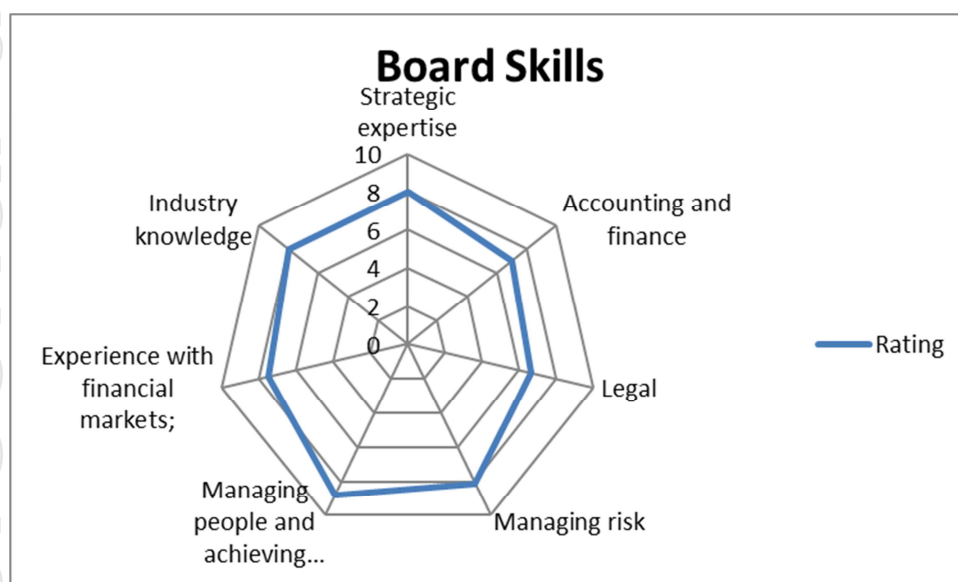 Board Skills
Strategic
expertise
10
8
6
4
2
0
Accounting and
finance
Legal
Managing risk
Managing
people and
achieving...
Experience with
financial
markets;
Industry
knowledge
Rating